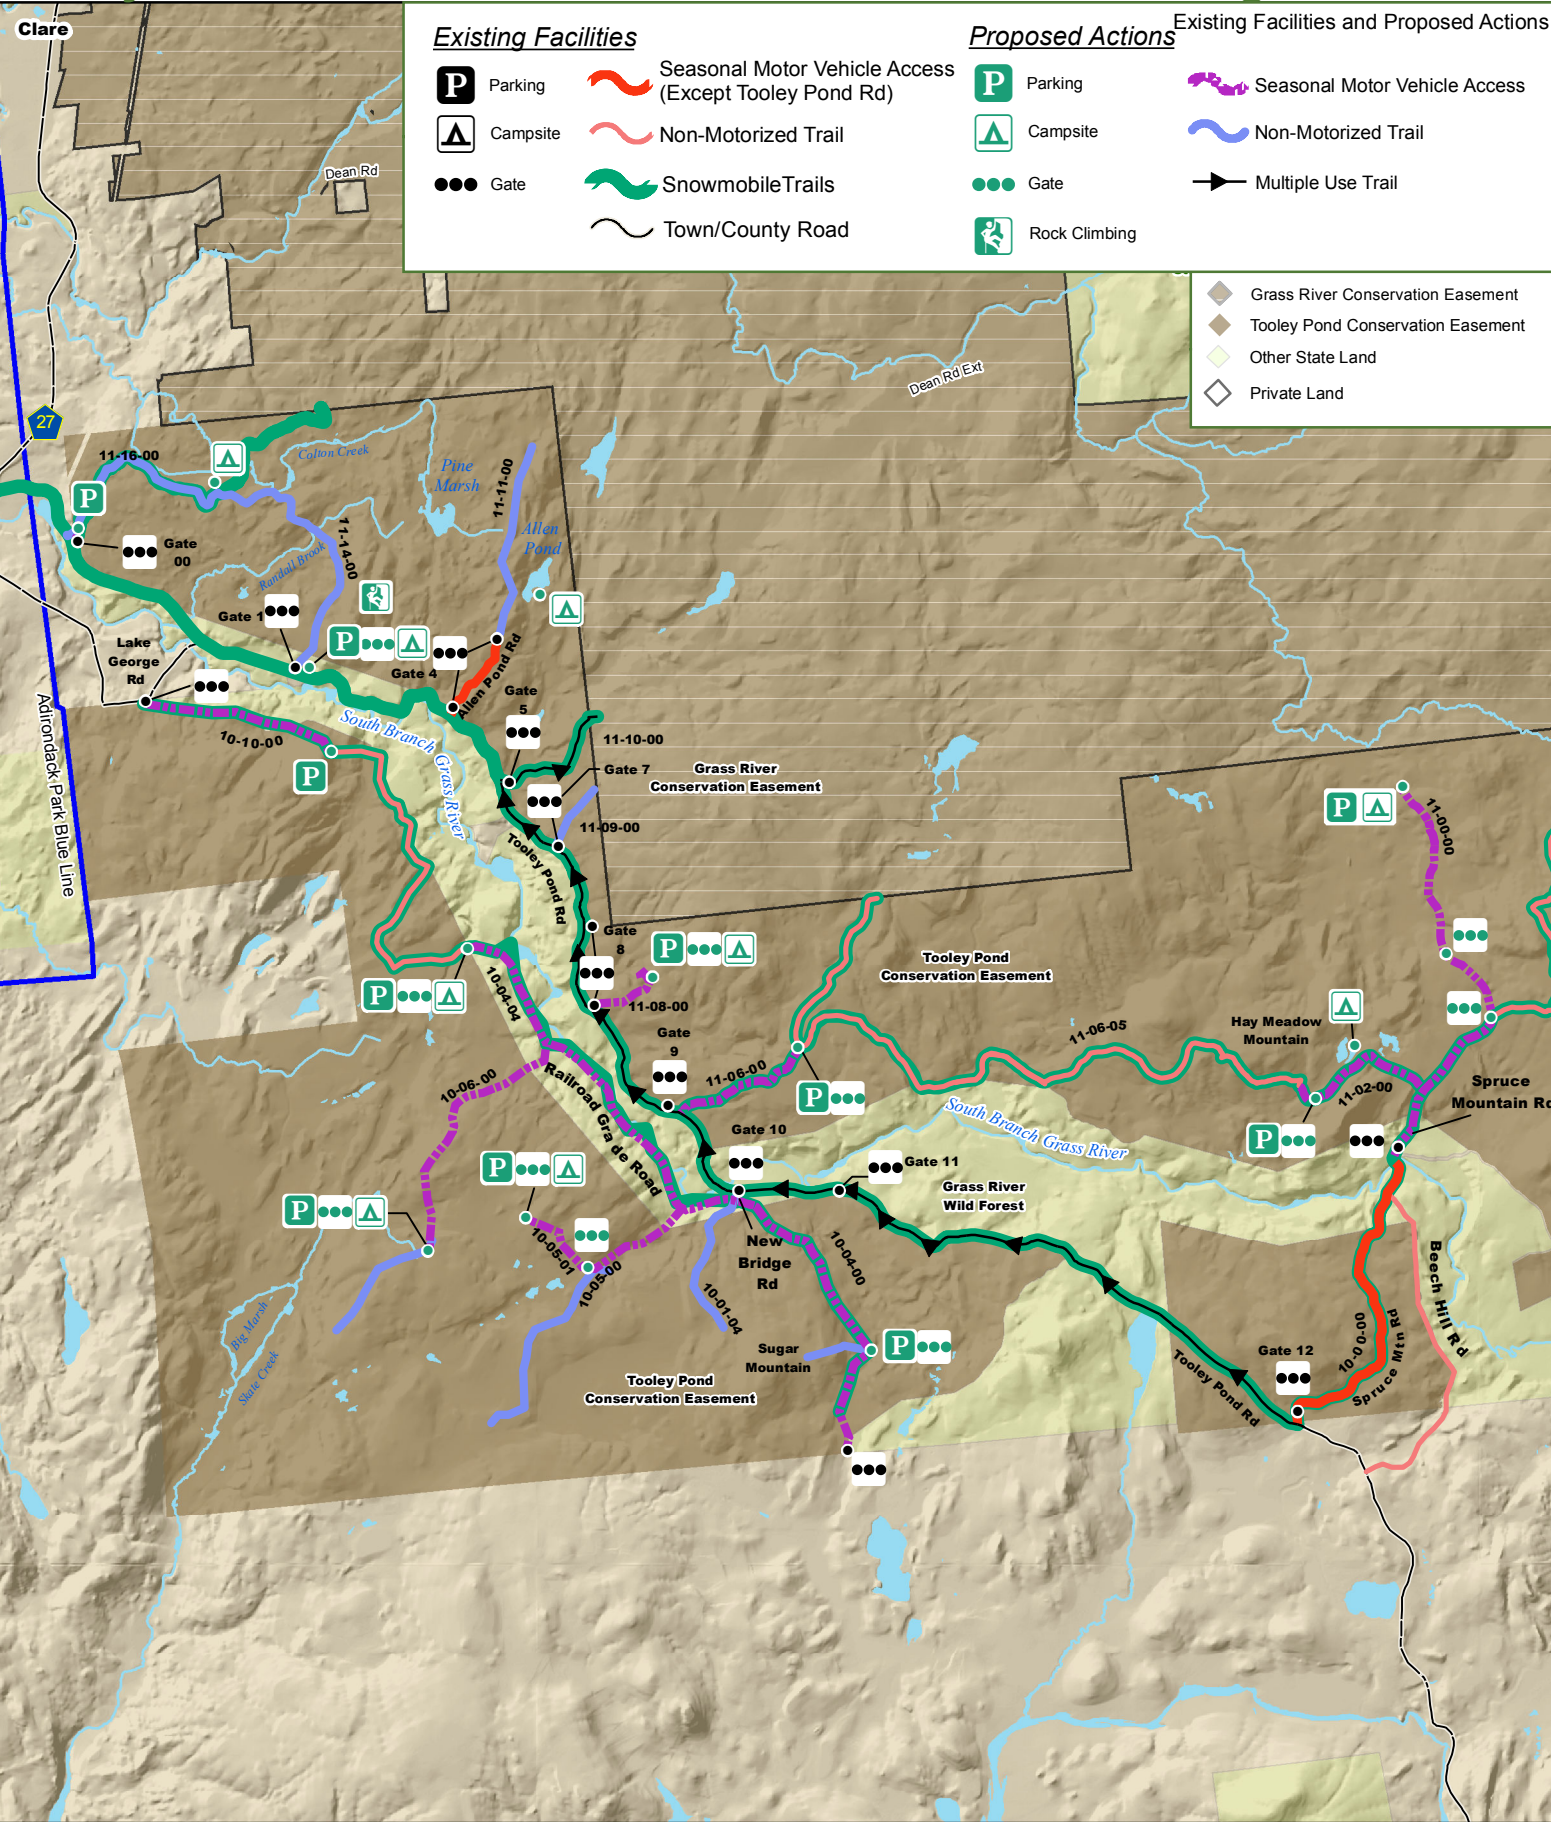 Clare
Existing Facilities
Proposed Actions
Existing Facilities and Proposed Actions
P
Parking
Seasonal Motor Vehicle Access
(Except Tooley Pond Rd)
P
Parking
Seasonal Motor Vehicle Access
Campsite
Non-Motorized Trail
Campsite
Non-Motorized Trail
Gate
SnowmobileTrails
Gate
Multiple Use Trail
Town/County Road
Rock Climbing
Grass River Conservation Easement
Tooley Pond Conservation Easement
Other State Land
Private Land
Dean Rd
Dean Rd Ext
27
11-16-00
Colton Creek
Pine
Marsh
11-11-00
P
Allen
Pond
Gate
00
11-14-00
Randall Brook
Gate 1
P
Lake
George
Rd
Gate 4
Allen Pond Rd
Gate
5
South Branch Grass River
10-10-00
P
11-10-00
Gate 7
Grass River
Conservation Easement
Adirondack Park Blue Line
11-09-00
Tooley Pond Rd
P
11-00-00
Gate
8
P
Tooley Pond
Conservation Easement
10-04-04
P
11-08-00
Gate
9
11-06-00
11-06-05
Hay Meadow
Mountain
Railroad Gra de Road
10-06-00
P
11-02-00
Spruce
Mountain Rd
South Branch Grass River
P
Gate 10
Gate 11
P
Grass River
Wild Forest
P
10-05-01
10-05-00
New
Bridge
Rd
10-04-00
10-01-04
Beech Hill Rd
Big Marsh
Skate Creek
Sugar
Mountain
P
Gate 12
10-0 0-00
Spruce Mtn Rd
Tooley Pond Rd
Tooley Pond
Conservation Easement